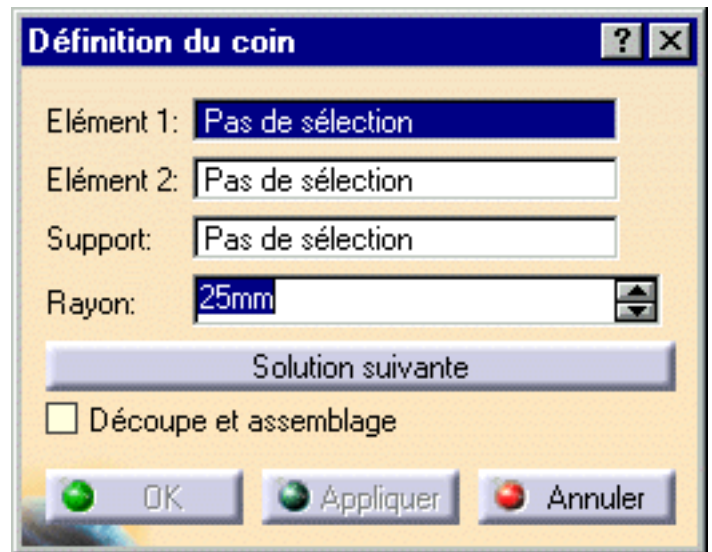 Définition du coin ? X
Elément 1: Pas de sélection
Elément 2: Pas de sélection
Support: Pas de sélection
Rayon: 25mm
Solution suivante
Découpe et assemblage
OK Appliquer Annuler